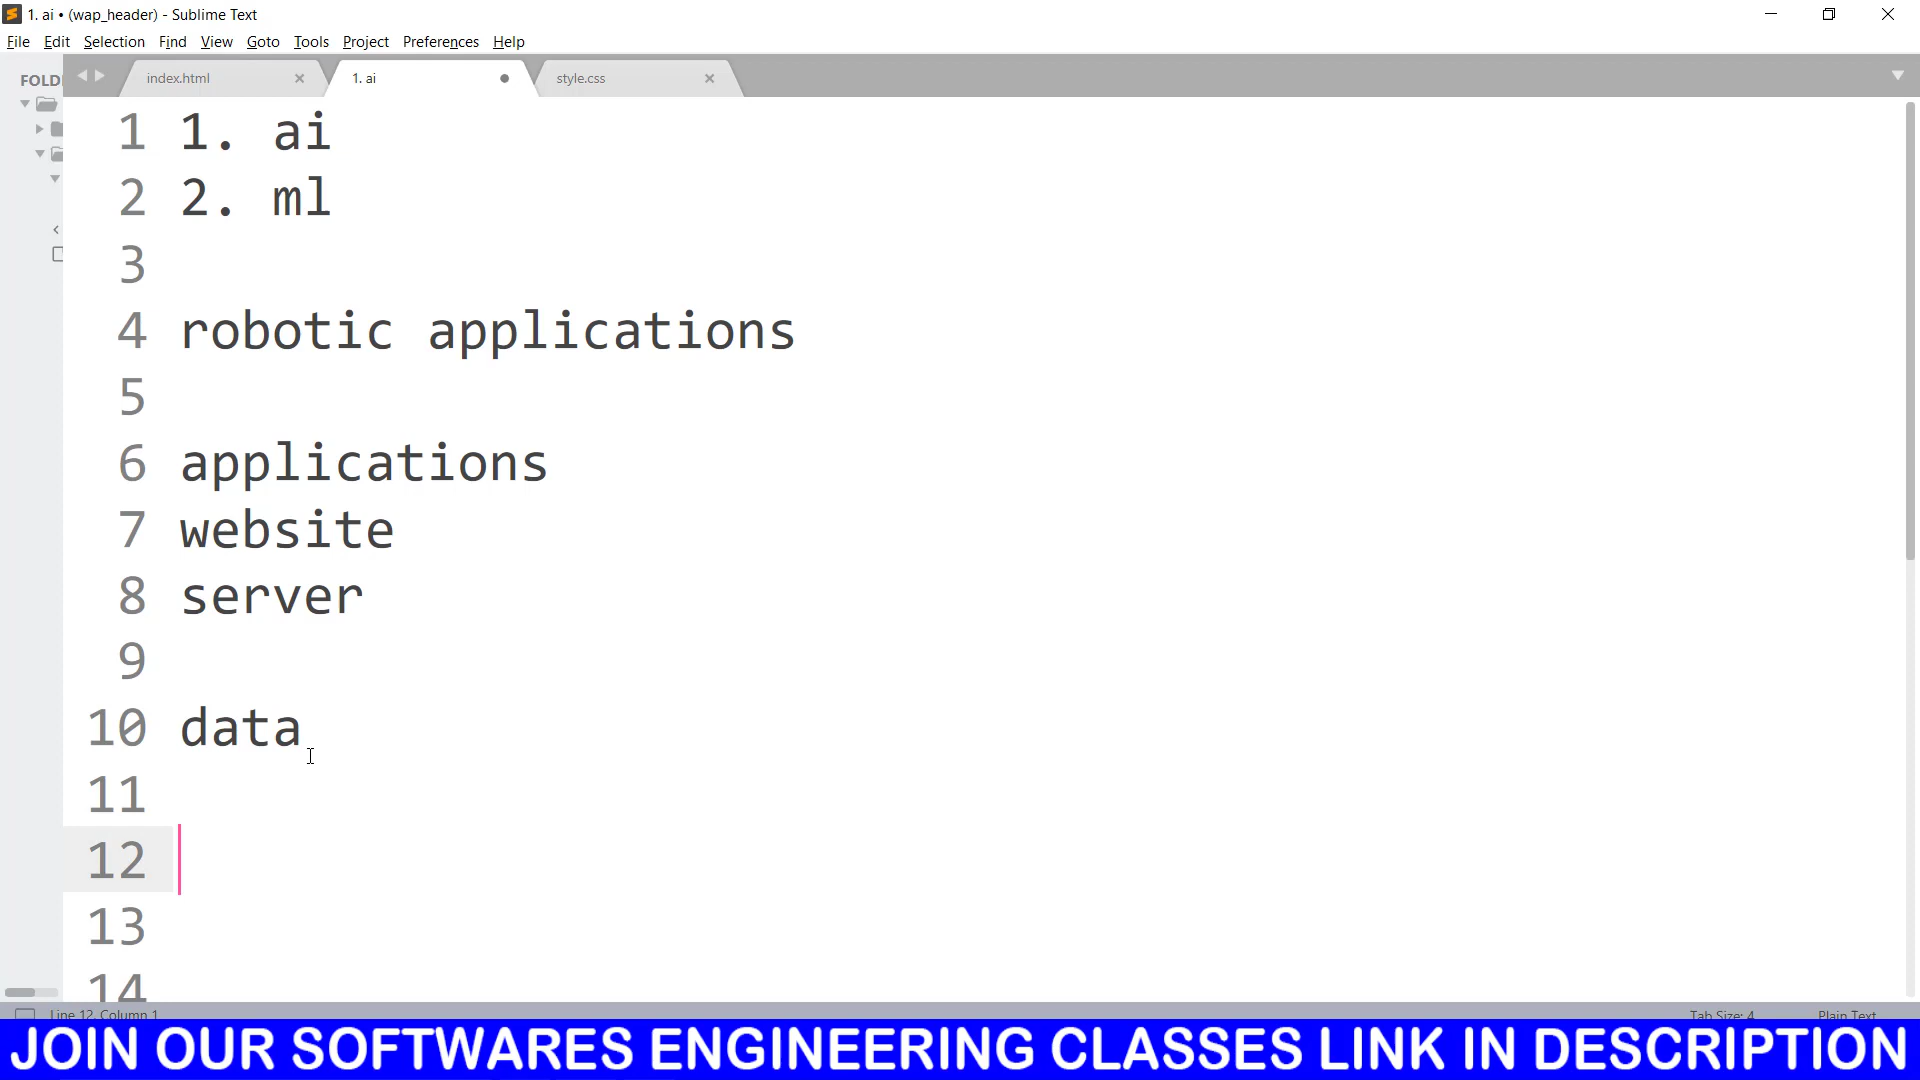 1. ai • (wap_header) - Sublime Text
File Edit Selection Find View Goto Tools Project Preferences Help
FOLD
index.html
1. ai
style.css
1 1. ai
2 2. ml
3
4 robotic applications
5
6 applications
7 website
8 server
9
10 data
11
12
13
14
Line 12, Column 1
Tab Size: 4
Plain Text
JOIN OUR SOFTWARES ENGINEERING CLASSES LINK IN DESCRIPTION